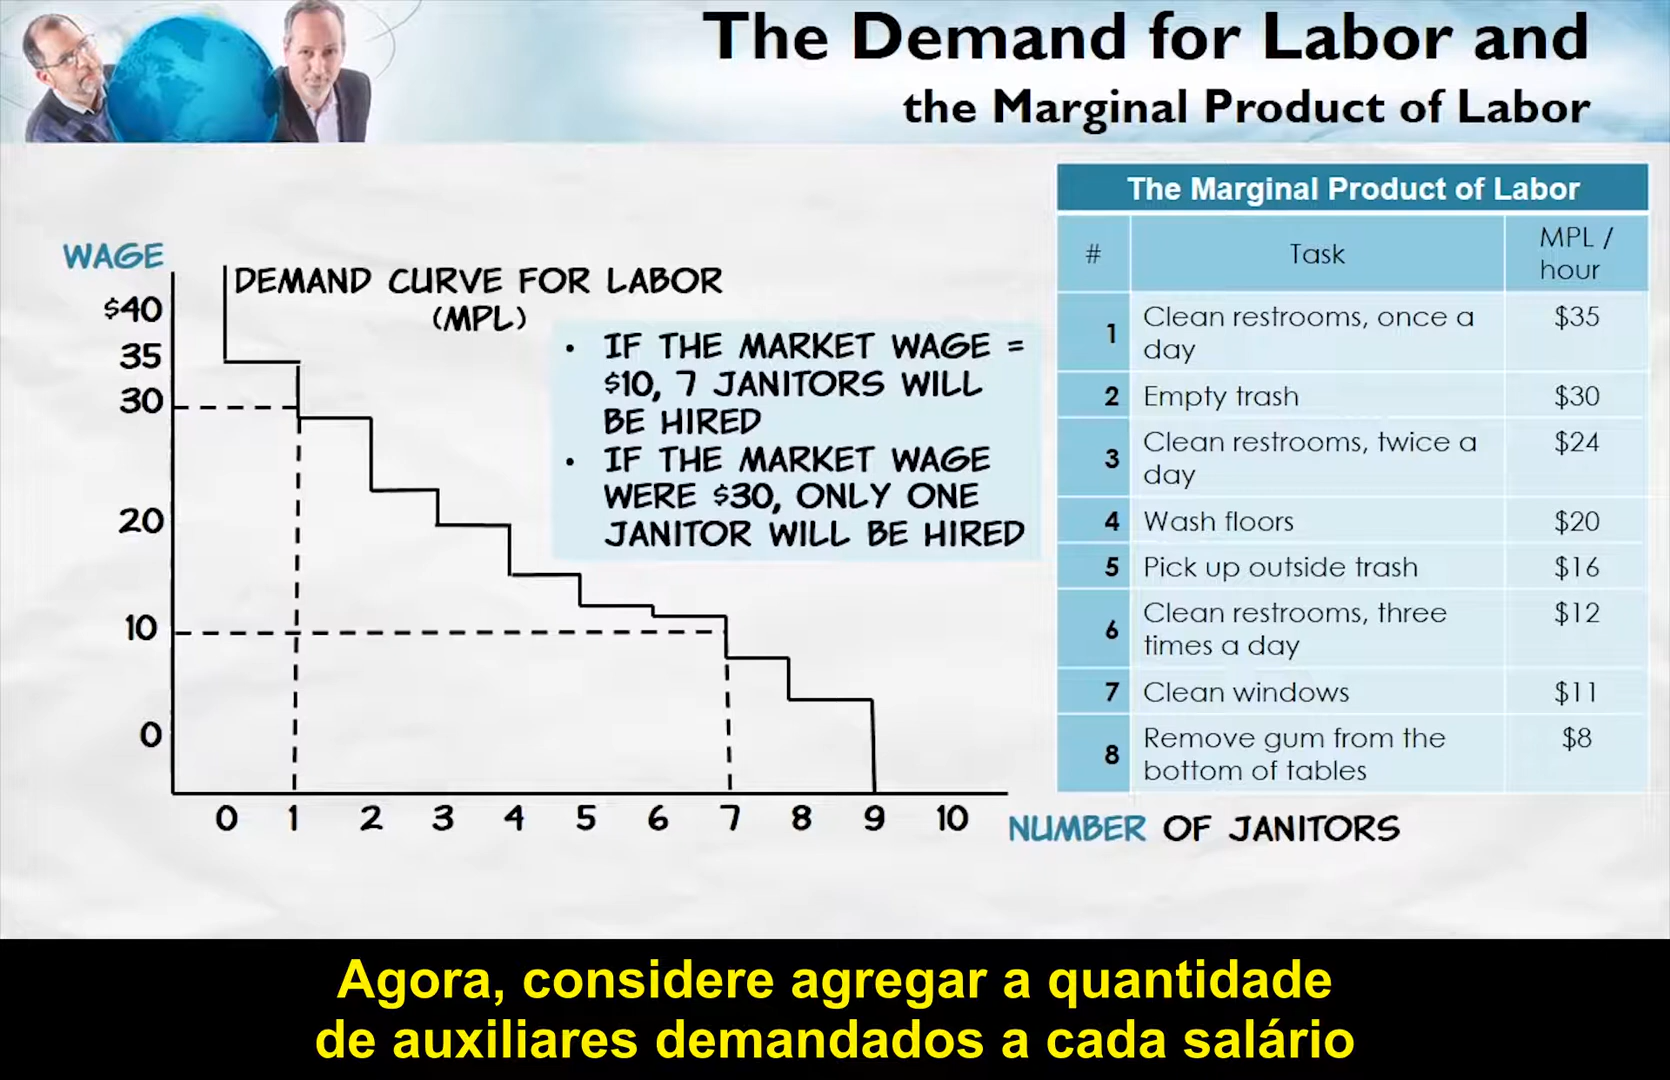 The Demand for Labor and
the Marginal Product of Labor
WAGE
$40
35
30
20
10
0
DEMAND CURVE FOR LABOR
(MPL)
• IF THE MARKET WAGE =
$10, 7 JANITORS WILL
BE HIRED
• IF THE MARKET WAGE
WERE $30, ONLY ONE
JANITOR WILL BE HIRED
0 1 2 3 4 5 6 7 8 9 10
NUMBER OF JANITORS
The Marginal Product of Labor
# Task MPL /
hour
1 Clean restrooms, once a $35
day
2 Empty trash $30
3 Clean restrooms, twice a $24
day
4 Wash floors $20
5 Pick up outside trash $16
6 Clean restrooms, three $12
times a day
7 Clean windows $11
8 Remove gum from the $8
bottom of tables
Agora, considere agregar a quantidade
de auxiliares demandados a cada salário